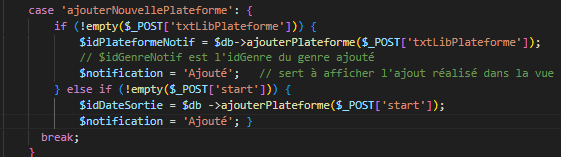 case 'ajouterNouvellePlateforme': {
if (!empty($_POST['txtLibPlateforme'])) {
$idPlateformeNotif = $db->ajouterPlateforme($_POST['txtLibPlateforme']);
// $idGenreNotif est l'idGenre du genre ajouté
$notification = 'Ajouté';   // sert à afficher l'ajout réalisé dans la vue
} else if (!empty($_POST['start'])) {
$idDateSortie = $db ->ajouterPlateforme($_POST['start']);
$notification = 'Ajouté'; }
break;
}